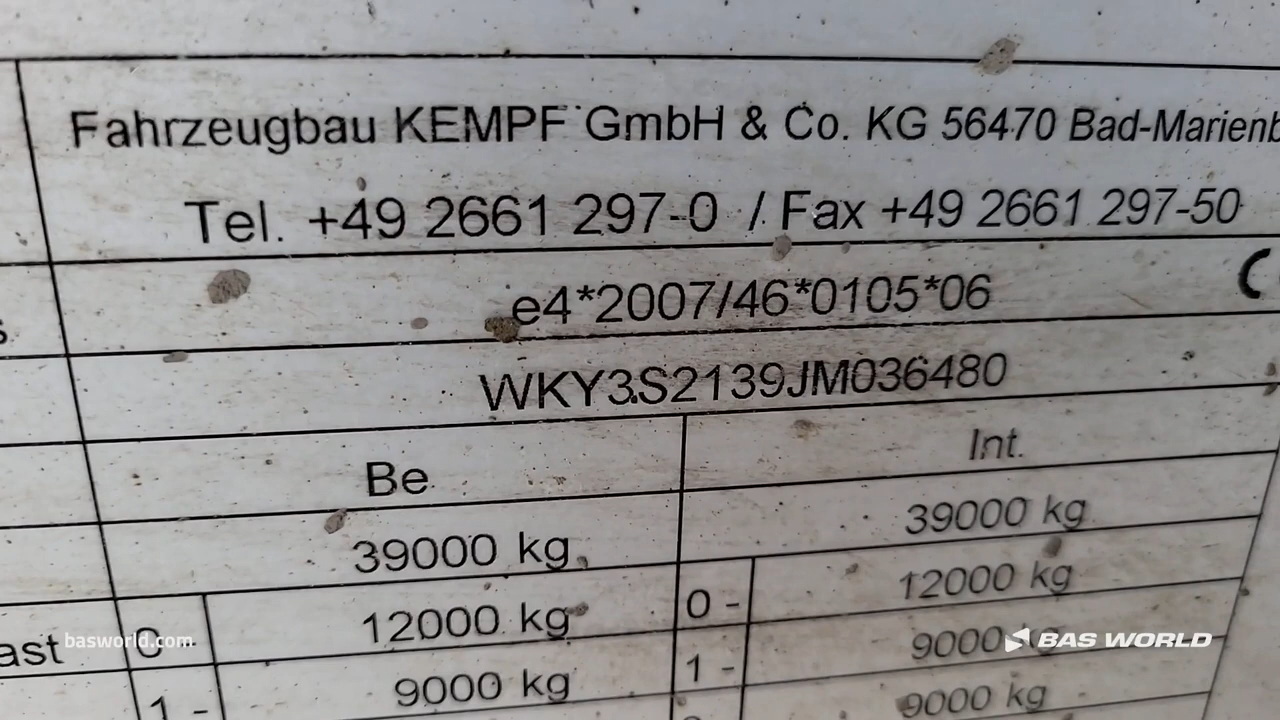 Fahrzeugbau KEMPF GmbH & Co. KG 56470 Bad-Marienb
Tel. +49 2661 297-0 / Fax +49 2661 297-50
e4*2007/46*0105*06
WKY3S2139JM036480
Be Int.
39000 kg 39000 kg
0 - 12000 kg 0 - 12000 kg
ast
1 - 9000 kg 1 - 9000 kg
9000 kg
basworld.com
BAS WORLD